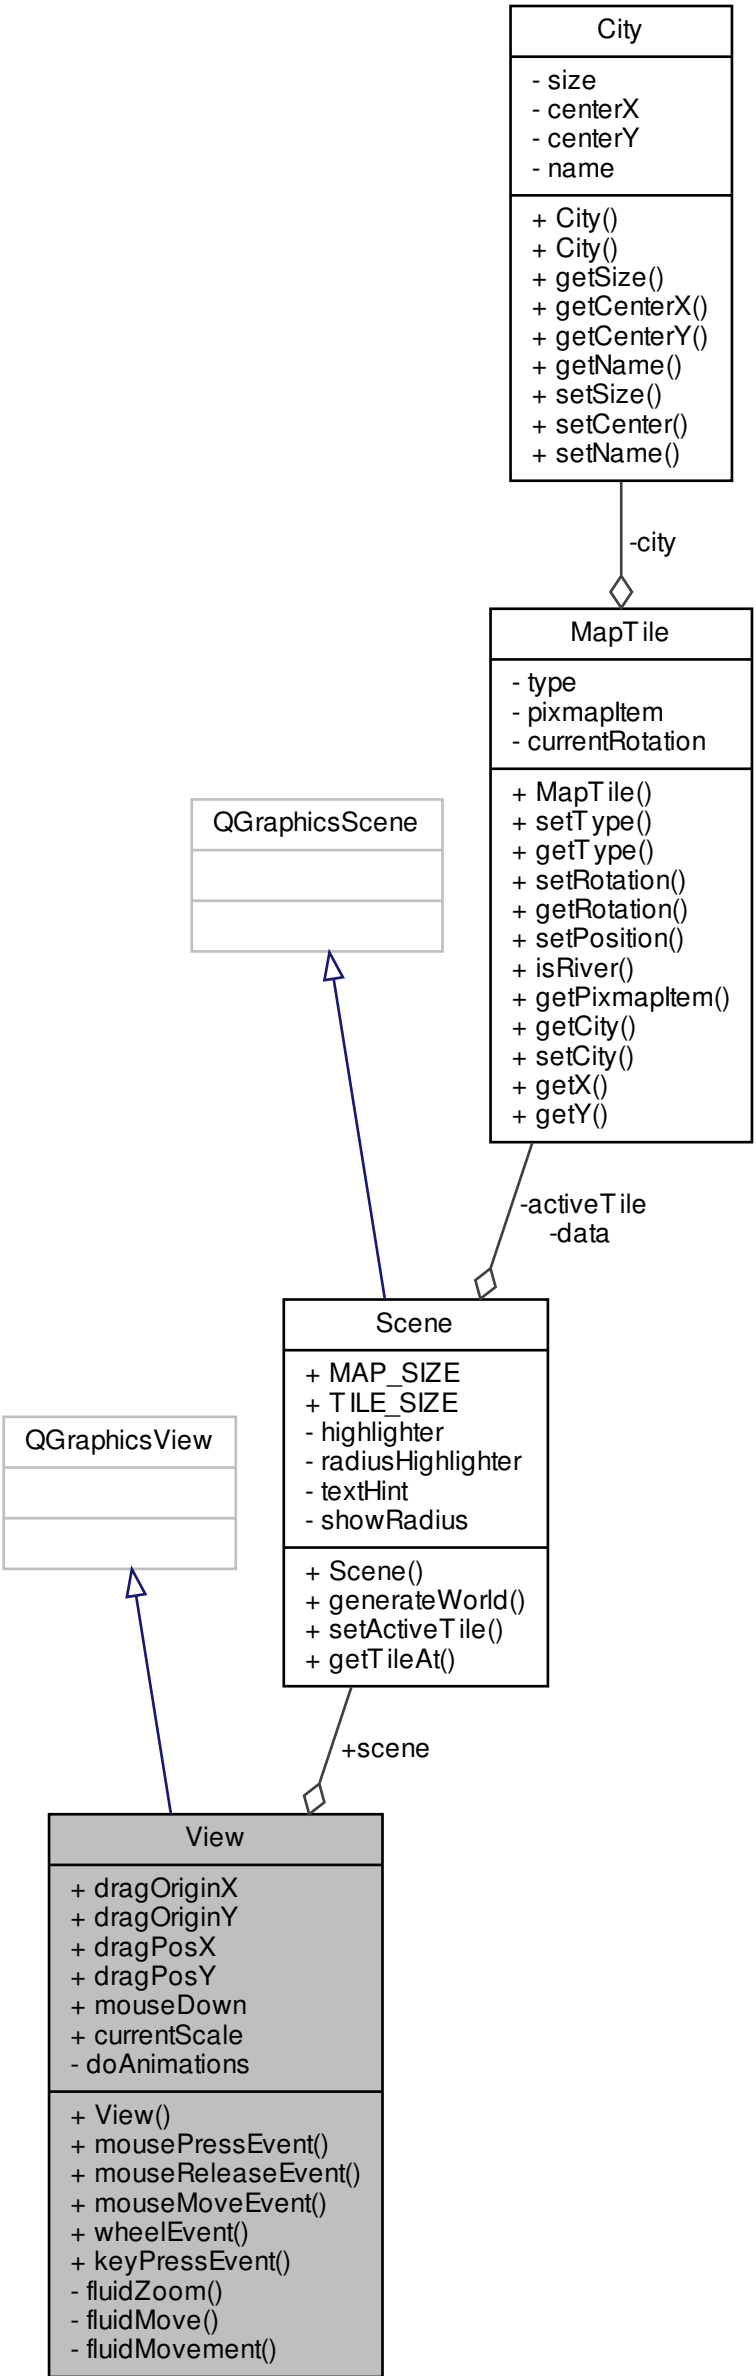 City
- size
- centerX
- centerY
- name
+ City()
+ City()
+ getSize()
+ getCenterX()
+ getCenterY()
+ getName()
+ setSize()
+ setCenter()
+ setName()
-city
MapTile
- type
- pixmapItem
- currentRotation
+ MapTile()
+ setType()
+ getType()
+ setRotation()
+ getRotation()
+ setPosition()
+ isRiver()
+ getPixmapItem()
+ getCity()
+ setCity()
+ getX()
+ getY()
QGraphicsScene
-activeTile
-data
Scene
+ MAP_SIZE
+ TILE_SIZE
- highlighter
- radiusHighlighter
- textHint
- showRadius
+ Scene()
+ generateWorld()
+ setActiveTile()
+ getTileAt()
QGraphicsView
+scene
View
+ dragOriginX
+ dragOriginY
+ dragPosX
+ dragPosY
+ mouseDown
+ currentScale
- doAnimations
+ View()
+ mousePressEvent()
+ mouseReleaseEvent()
+ mouseMoveEvent()
+ wheelEvent()
+ keyPressEvent()
- fluidZoom()
- fluidMove()
- fluidMovement()